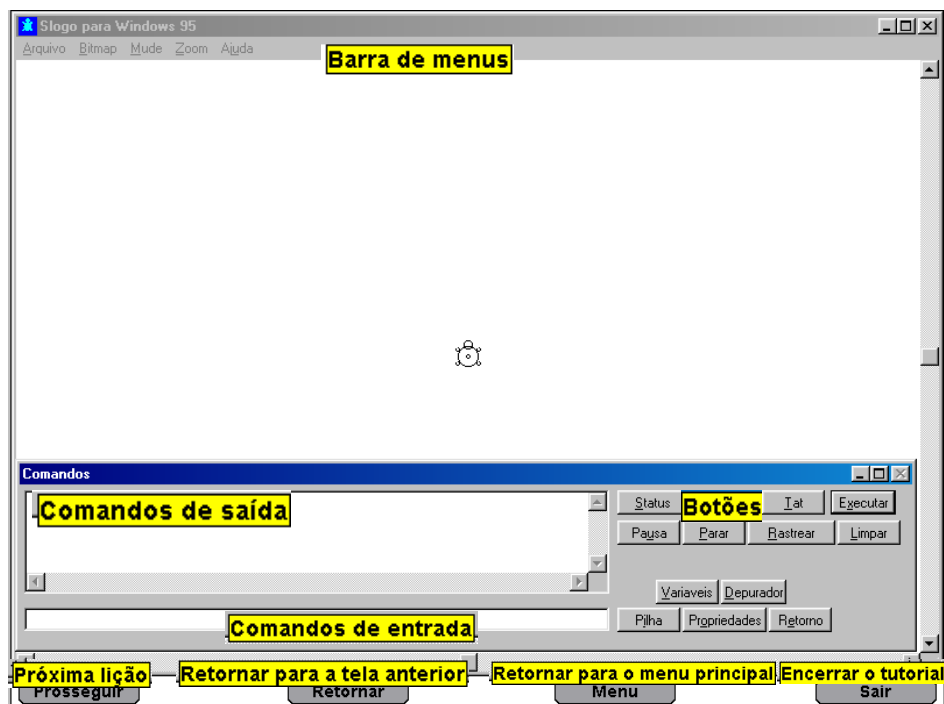 Slogo para Windows 95
Arquivo Bitmap Mude Zoom Ajuda
Barra de menus
Comandos
Comandos de saída
Status Botões Tat Executar
Pausa Parar Rastrear Limpar
Variaveis Depurador
Comandos de entrada
Pilha Propriedades Retorno
Próxima lição Retornar para a tela anterior Retornar para o menu principal Encerrar o tutorial
Prosseguir Retornar Menu Sair